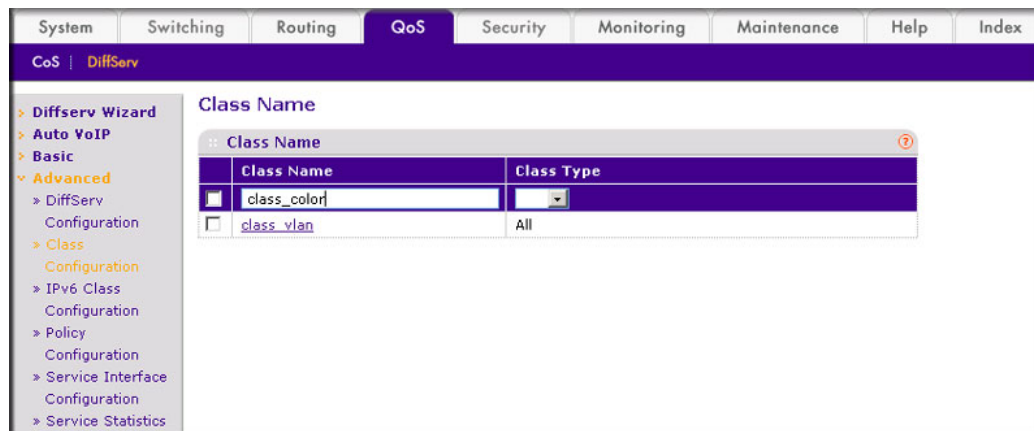 System Switching Routing QoS Security Monitoring Maintenance Help Index
CoS | DiffServ
Diffserv Wizard
Auto VoIP
Basic
Advanced
» DiffServ
Configuration
» Class
Configuration
» IPv6 Class
Configuration
» Policy
Configuration
» Service Interface
Configuration
» Service Statistics
Class Name
Class Name
Class Name Class Type
class_color
class_vlan All